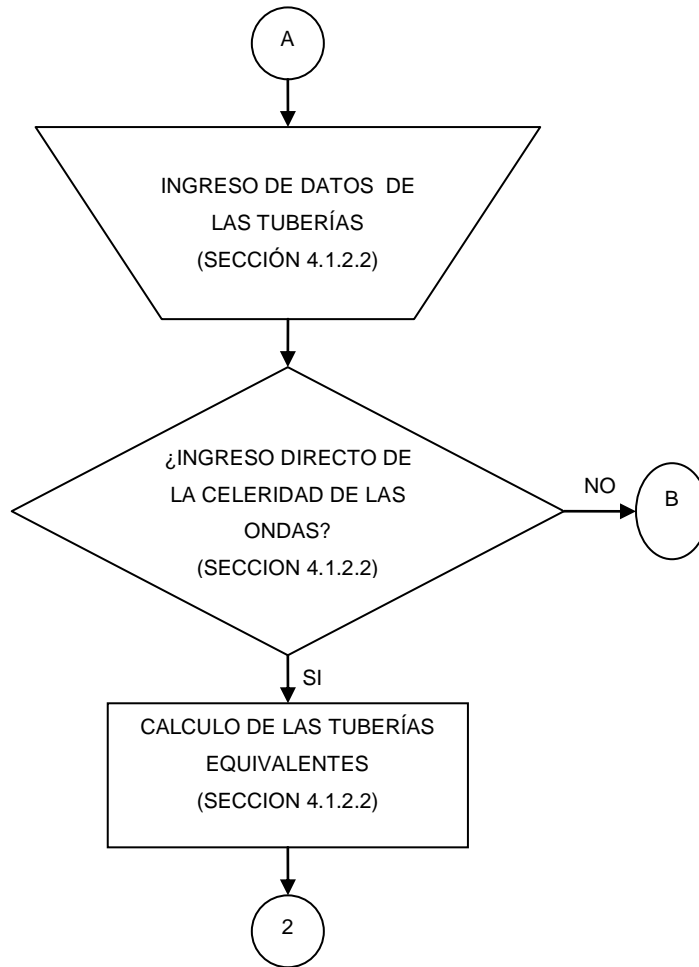 A
INGRESO DE DATOS DE
LAS TUBERÍAS
(SECCIÓN 4.1.2.2)
¿INGRESO DIRECTO DE
LA CELERIDAD DE LAS
ONDAS?
(SECCION 4.1.2.2)
NO
B
SI
CALCULO DE LAS TUBERÍAS
EQUIVALENTES
(SECCION 4.1.2.2)
2